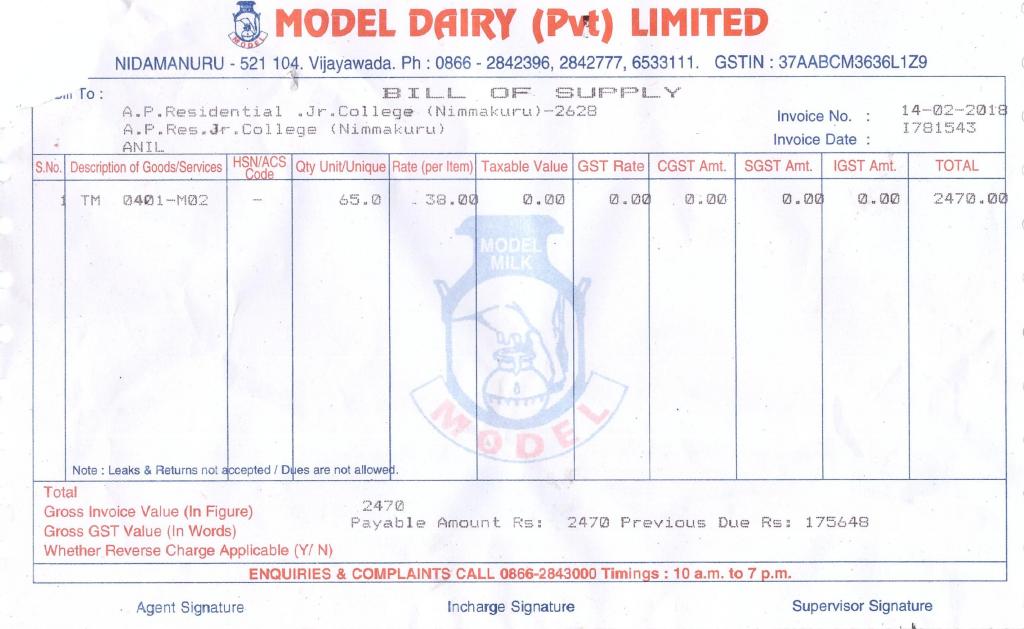 MODEL DAIRY (Pvt) LIMITED
MODEL
NIDAMANURU - 521 104. Vijayawada. Ph : 0866 - 2842396, 2842777, 6533111. GSTIN : 37AABCM3636L1Z9
To :
BILL OF SUPPLY
A.P.Residential .Jr.College (Nimmakuru)-2628
A.P.Res.Jr.College (Nimmakuru)
ANIL
Invoice No. : 14-02-2018
Invoice Date : I781543
S.No. Description of Goods/Services HSN/ACS Code Qty Unit/Unique Rate (per Item) Taxable Value GST Rate CGST Amt. SGST Amt. IGST Amt. TOTAL
1 TM 0401-M02 - 65.0 38.00 0.00 0.00 0.00 0.00 0.00 2470.00
MODEL
MILK
MODEL
Note : Leaks & Returns not accepted / Dues are not allowed.
Total
Gross Invoice Value (In Figure) 2470
Gross GST Value (In Words) Payable Amount Rs: 2470 Previous Due Rs: 175648
Whether Reverse Charge Applicable (Y/ N)
ENQUIRIES & COMPLAINTS CALL 0866-2843000 Timings : 10 a.m. to 7 p.m.
Agent Signature Incharge Signature Supervisor Signature